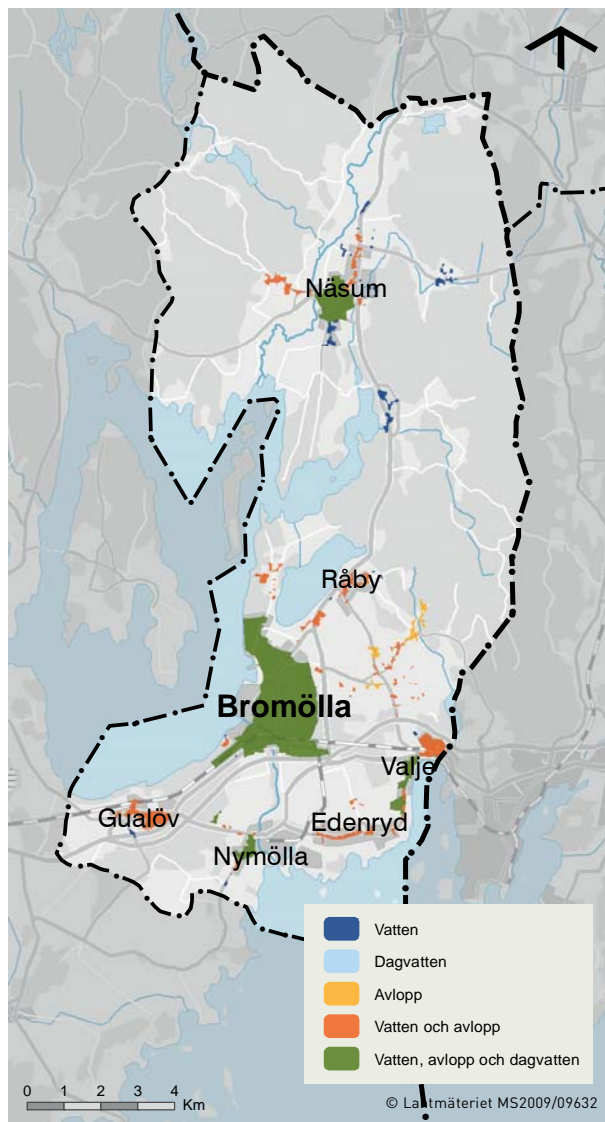 Näsum
Råby
Bromölla
Valje
Gualöv
Edenryd
Nymölla
Vatten
Dagvatten
Avlopp
Vatten och avlopp
Vatten, avlopp och dagvatten
0 1 2 3 4
Km
© Lantmäteriet MS2009/09632